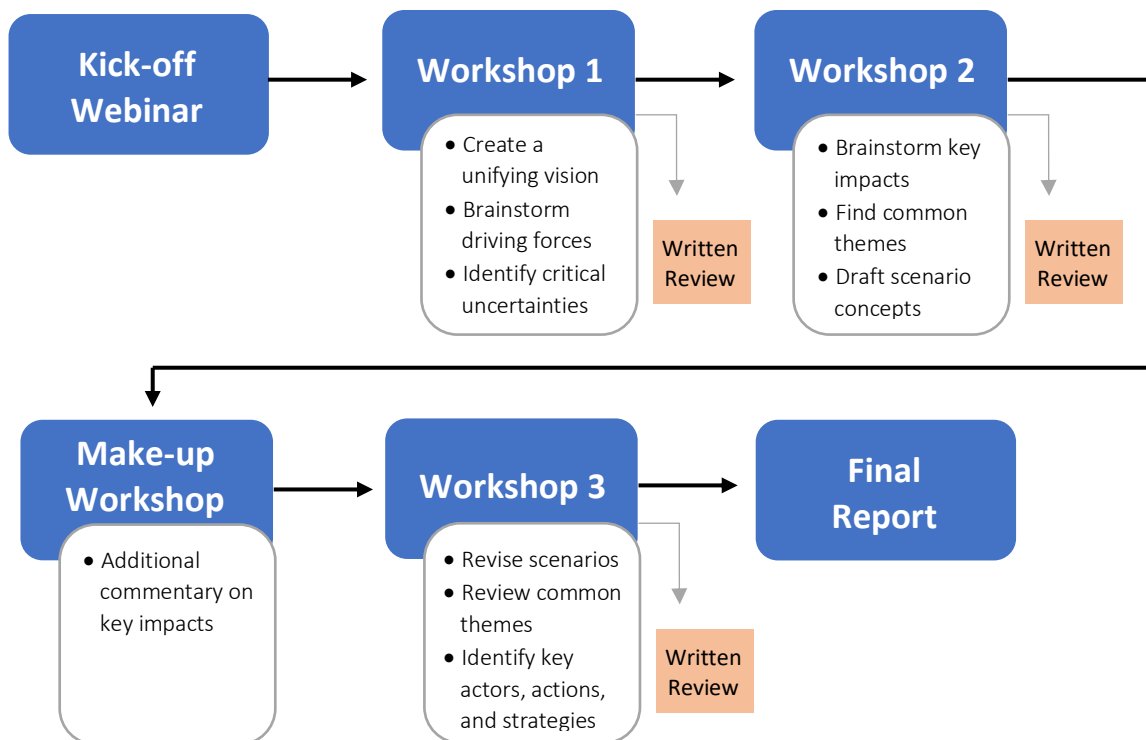 Kick-off
Webinar
Workshop 1
• Create a
unifying vision
• Brainstorm
driving forces
• Identify critical
uncertainties
Written
Review
Workshop 2
• Brainstorm key
impacts
• Find common
themes
• Draft scenario
concepts
Written
Review
Make-up
Workshop
• Additional
commentary on
key impacts
Workshop 3
• Revise scenarios
• Review common
themes
• Identify key
actors, actions,
and strategies
Written
Review
Final
Report